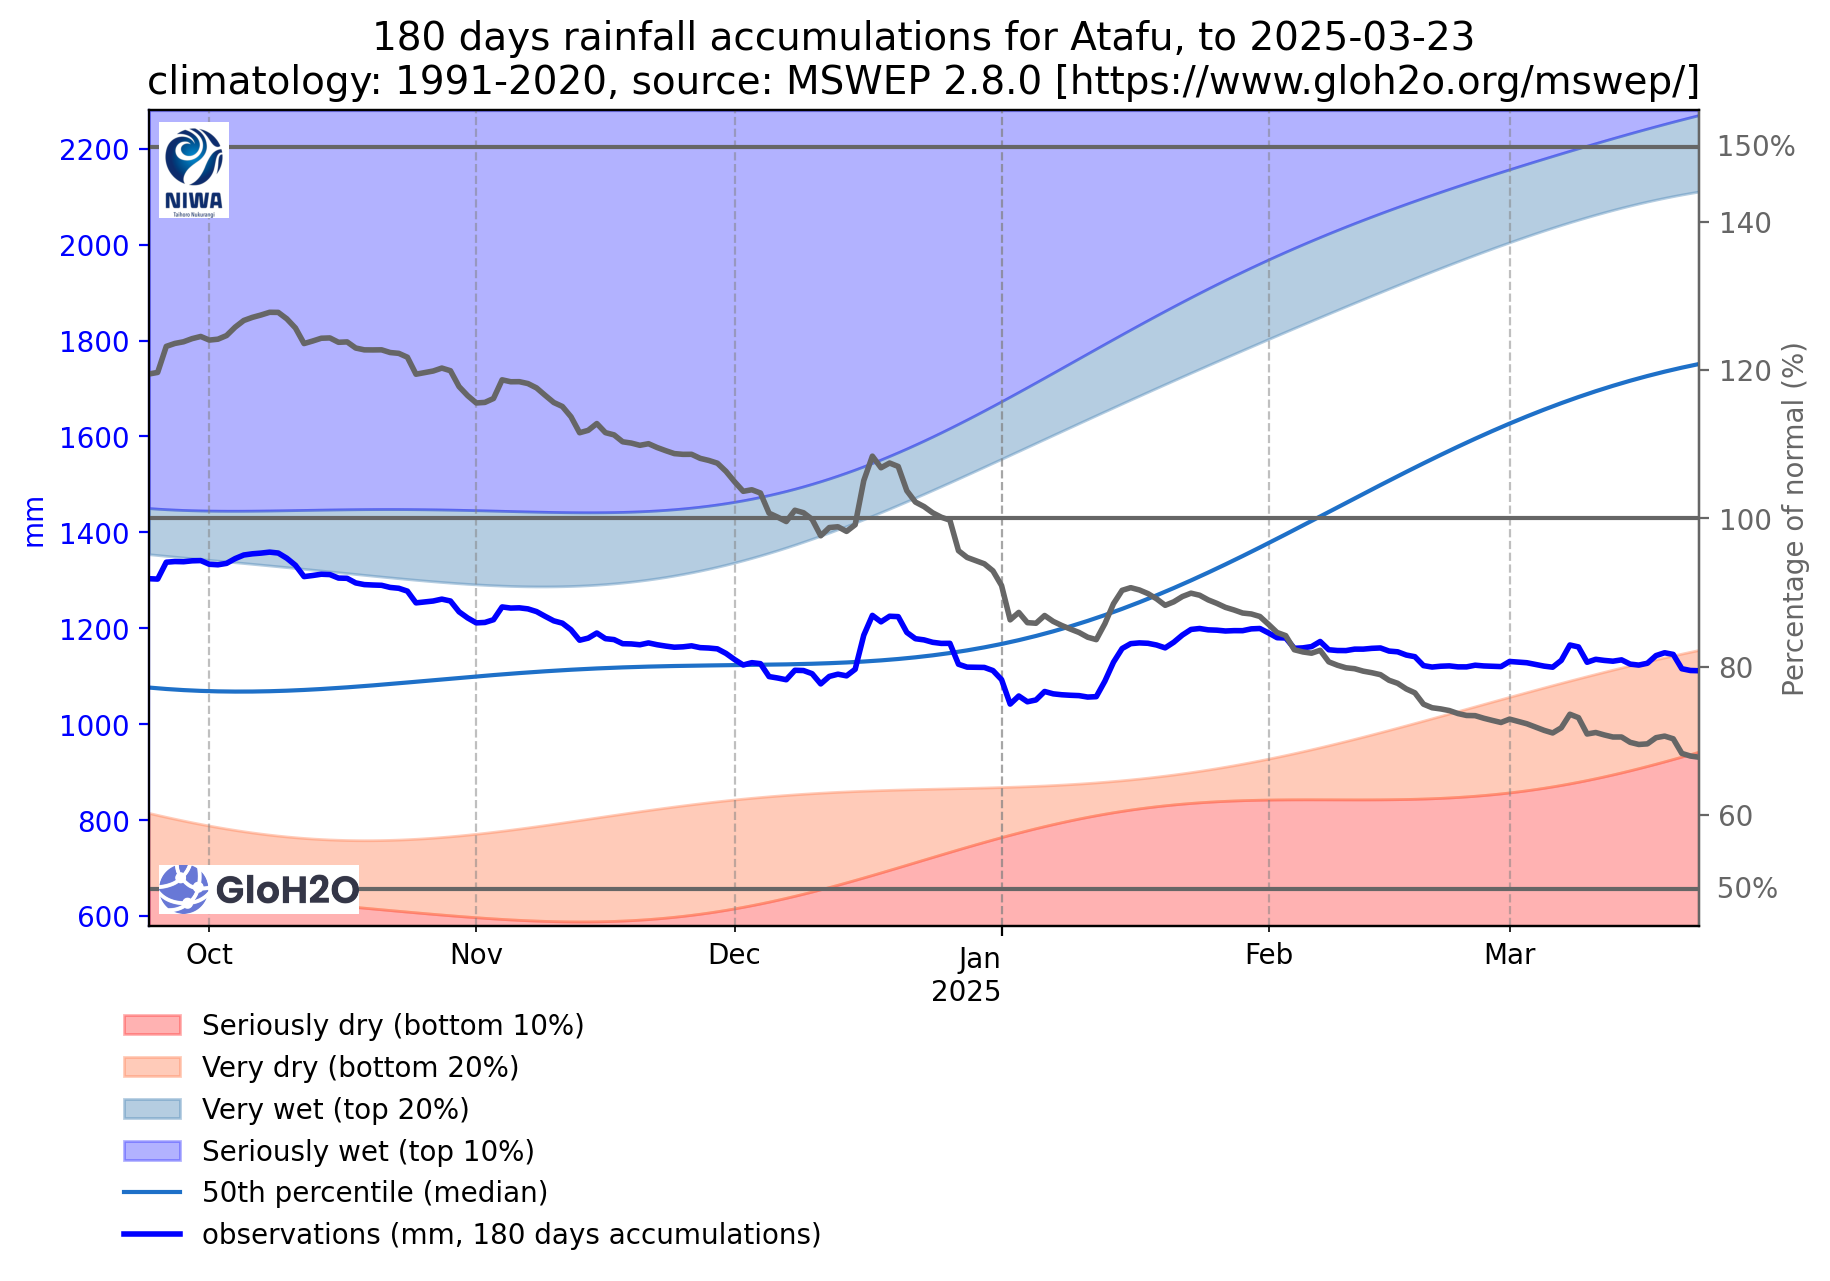 180 days rainfall accumulations for Atafu, to 2025-03-23
climatology: 1991-2020, source: MSWEP 2.8.0 [https://www.gloh2o.org/mswep/]
2200
2000
1800
1600
1400
1200
1000
800
600
mm
NIWA
Taihoro Nukurangi
GloH2O
150%
140
120
100
80
60
50%
Percentage of normal (%)
Oct
Nov
Dec
Jan
2025
Feb
Mar
Seriously dry (bottom 10%)
Very dry (bottom 20%)
Very wet (top 20%)
Seriously wet (top 10%)
50th percentile (median)
observations (mm, 180 days accumulations)